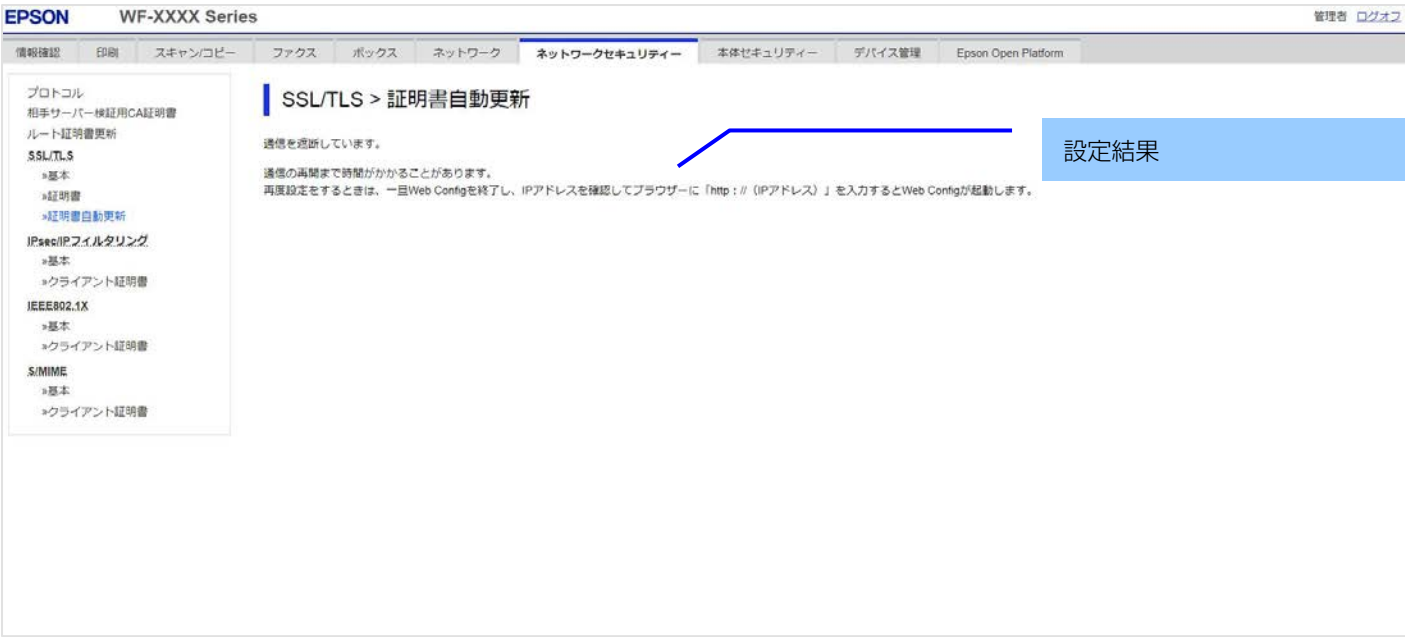 EPSON WF-XXXX Series 管理者 ログオフ
情報確認 印刷 スキャン/コピー ファクス ボックス ネットワーク ネットワークセキュリティー 本体セキュリティー デバイス管理 Epson Open Platform
プロトコル
相手サーバー検証用CA証明書
ルート証明書更新
SSL/TLS
»基本
»証明書
»証明書自動更新
IPsec/IPフィルタリング
»基本
»クライアント証明書
IEEE802.1X
»基本
»クライアント証明書
S/MIME
»基本
»クライアント証明書
SSL/TLS > 証明書自動更新
通信を遮断しています。
通信の再開まで時間がかかることがあります。
再度設定をするときは、一旦Web Configを終了し、IPアドレスを確認してブラウザーに「http：//（IPアドレス）」を入力するとWeb Configが起動します。
設定結果